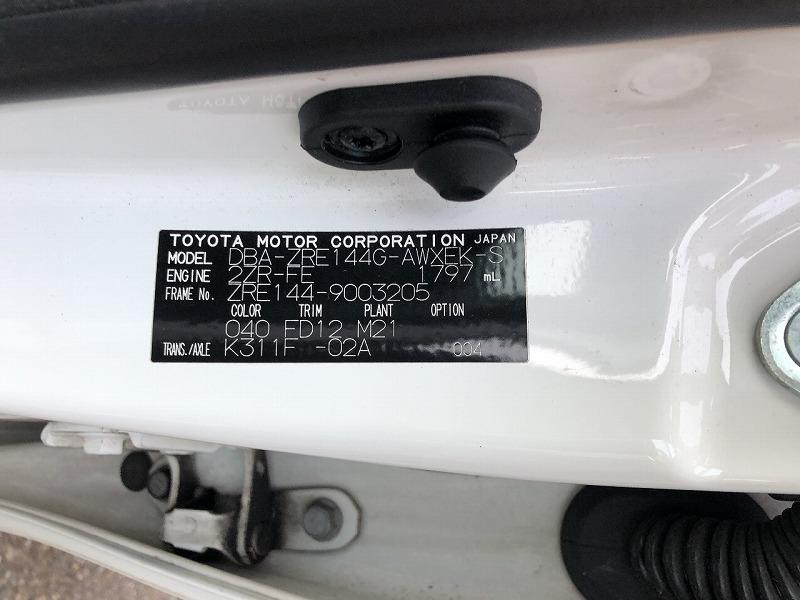 TOYOTA MOTOR CORPORATION JAPAN
MODEL DBA-ZRE144G-AWXEK-S
ENGINE 2ZR-FE 1797 mL
FRAME No. ZRE144-9003205
COLOR TRIM PLANT OPTION
040 FD12 M21
TRANS./AXLE K311F -02A 004